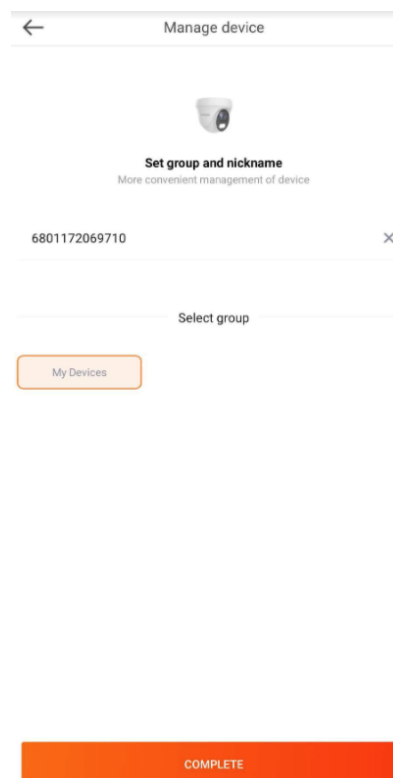 Manage device
Set group and nickname
More convenient management of device
6801172069710
Select group
My Devices
COMPLETE